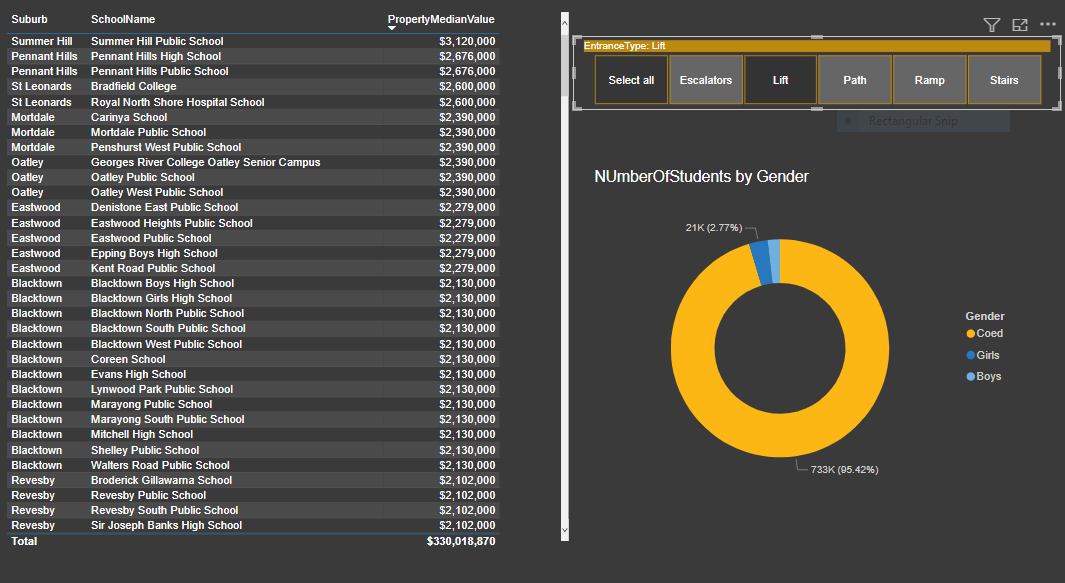 Suburb SchoolName PropertyMedianValue
Summer Hill Summer Hill Public School $3,120,000
Pennant Hills Pennant Hills High School $2,676,000
Pennant Hills Pennant Hills Public School $2,676,000
St Leonards Bradfield College $2,600,000
St Leonards Royal North Shore Hospital School $2,600,000
Mortdale Carinya School $2,390,000
Mortdale Mortdale Public School $2,390,000
Mortdale Penshurst West Public School $2,390,000
Oatley Georges River College Oatley Senior Campus $2,390,000
Oatley Oatley Public School $2,390,000
Oatley Oatley West Public School $2,390,000
Eastwood Denistone East Public School $2,279,000
Eastwood Eastwood Heights Public School $2,279,000
Eastwood Eastwood Public School $2,279,000
Eastwood Epping Boys High School $2,279,000
Eastwood Kent Road Public School $2,279,000
Blacktown Blacktown Boys High School $2,130,000
Blacktown Blacktown Girls High School $2,130,000
Blacktown Blacktown North Public School $2,130,000
Blacktown Blacktown South Public School $2,130,000
Blacktown Blacktown West Public School $2,130,000
Blacktown Coreen School $2,130,000
Blacktown Evans High School $2,130,000
Blacktown Lynwood Park Public School $2,130,000
Blacktown Marayong Public School $2,130,000
Blacktown Marayong South Public School $2,130,000
Blacktown Mitchell High School $2,130,000
Blacktown Shelley Public School $2,130,000
Blacktown Walters Road Public School $2,130,000
Revesby Broderick Gillawarna School $2,102,000
Revesby Revesby Public School $2,102,000
Revesby Revesby South Public School $2,102,000
Revesby Sir Joseph Banks High School $2,102,000
Total $330,018,870
EntranceType: Lift
Select all Escalators Lift Path Ramp Stairs
Rectangular Snip
NUmberOfStudents by Gender
21K (2.77%)
733K (95.42%)
Gender
Coed
Girls
Boys